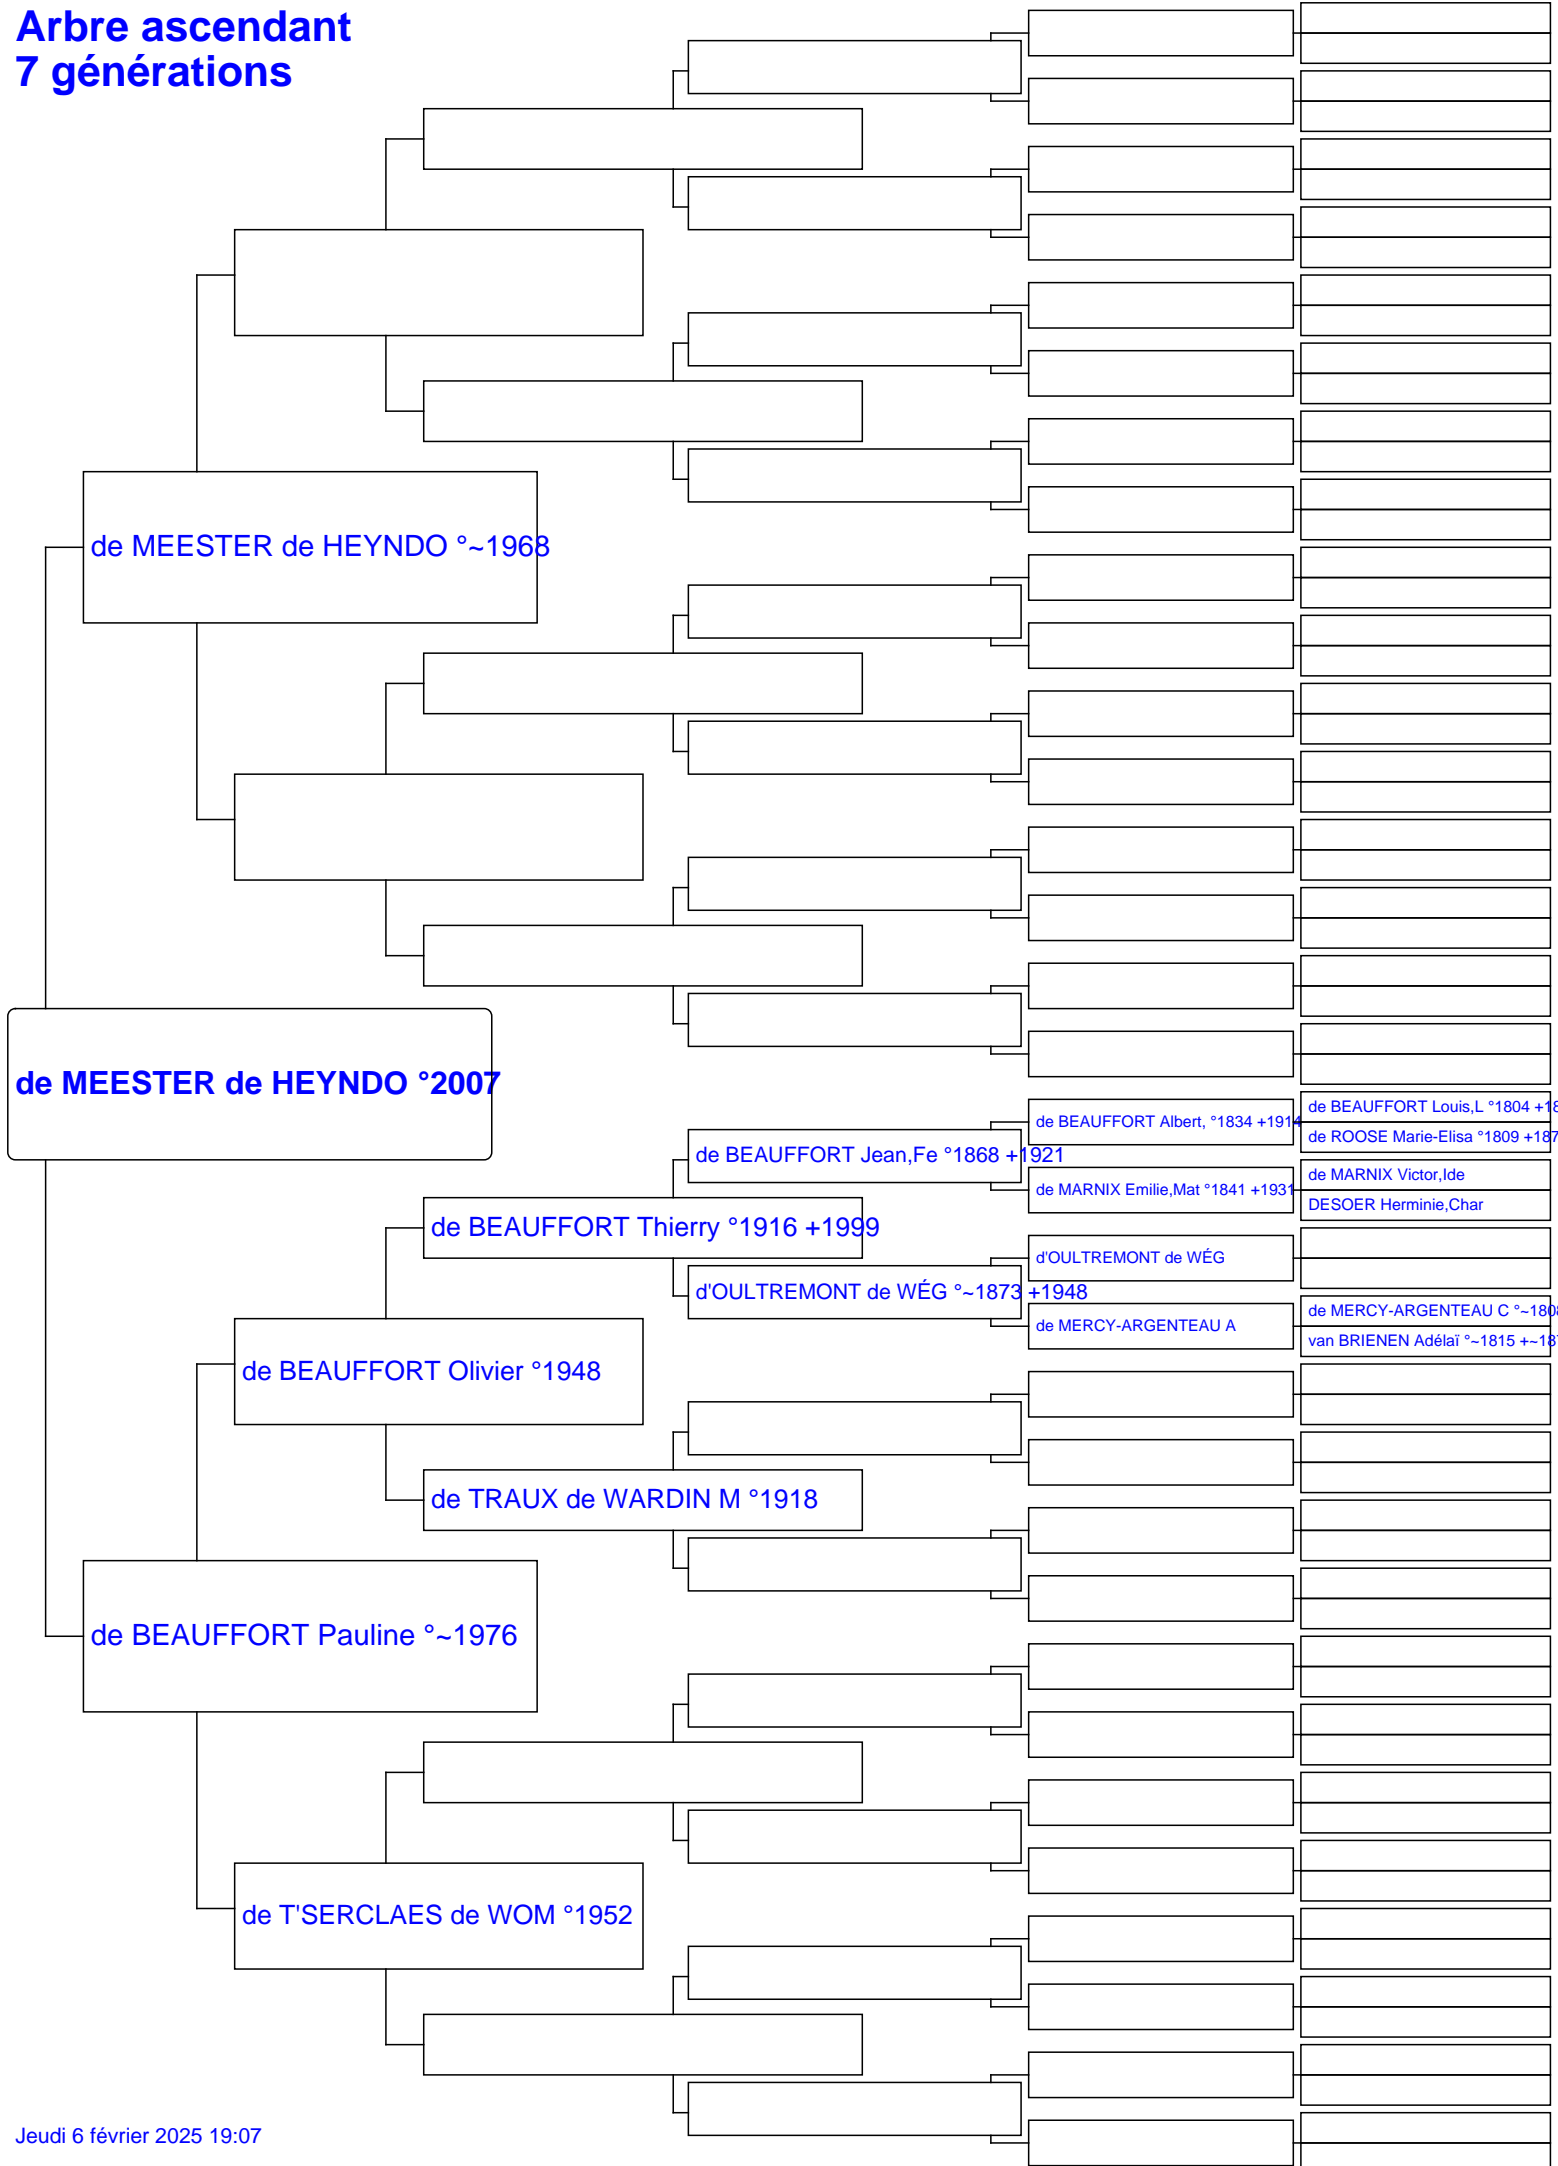 Arbre ascendant
7 générations
de MEESTER de HEYNDO °~1968
de MEESTER de HEYNDO °2007
de BEAUFFORT Louis,L °1804 +18
de BEAUFFORT Albert, °1834 +1914
de ROOSE Marie-Elisa °1809 +187
de BEAUFFORT Jean,Fe °1868 +1921
de MARNIX Victor,Ide
de MARNIX Emilie,Mat °1841 +1931
DESOER Herminie,Char
de BEAUFFORT Thierry °1916 +1999
d'OULTREMONT de WÉG
d'OULTREMONT de WÉG °~1873 +1948
de MERCY-ARGENTEAU C °~1808
de MERCY-ARGENTEAU A
van BRIENEN Adélaï °~1815 +~18
de BEAUFFORT Olivier °1948
de TRAUX de WARDIN M °1918
de BEAUFFORT Pauline °~1976
de T'SERCLAES de WOM °1952
Jeudi 6 février 2025 19:07